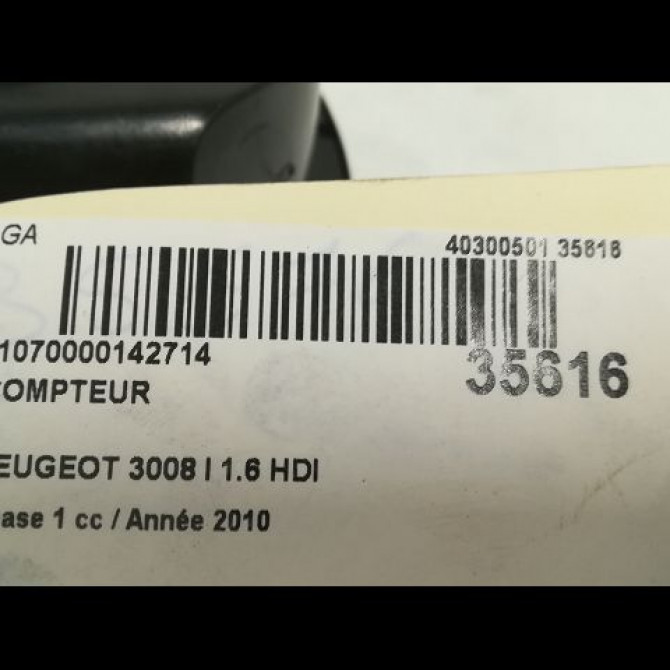 GA
40300501 35616
1070000142714
35616
OMPTEUR
EUGEOT 3008 I 1.6 HDI
ase 1 cc / Année 2010